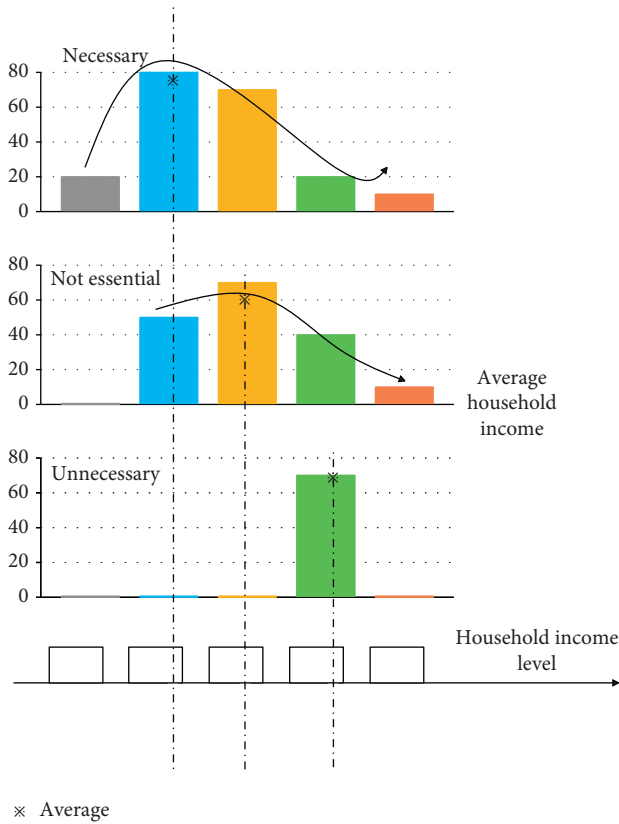 Necessary
80
60
40
20
0
Not essential
80
60
40
20
0
Average
household
income
Unnecessary
80
60
40
20
0
Household income
level
※ Average